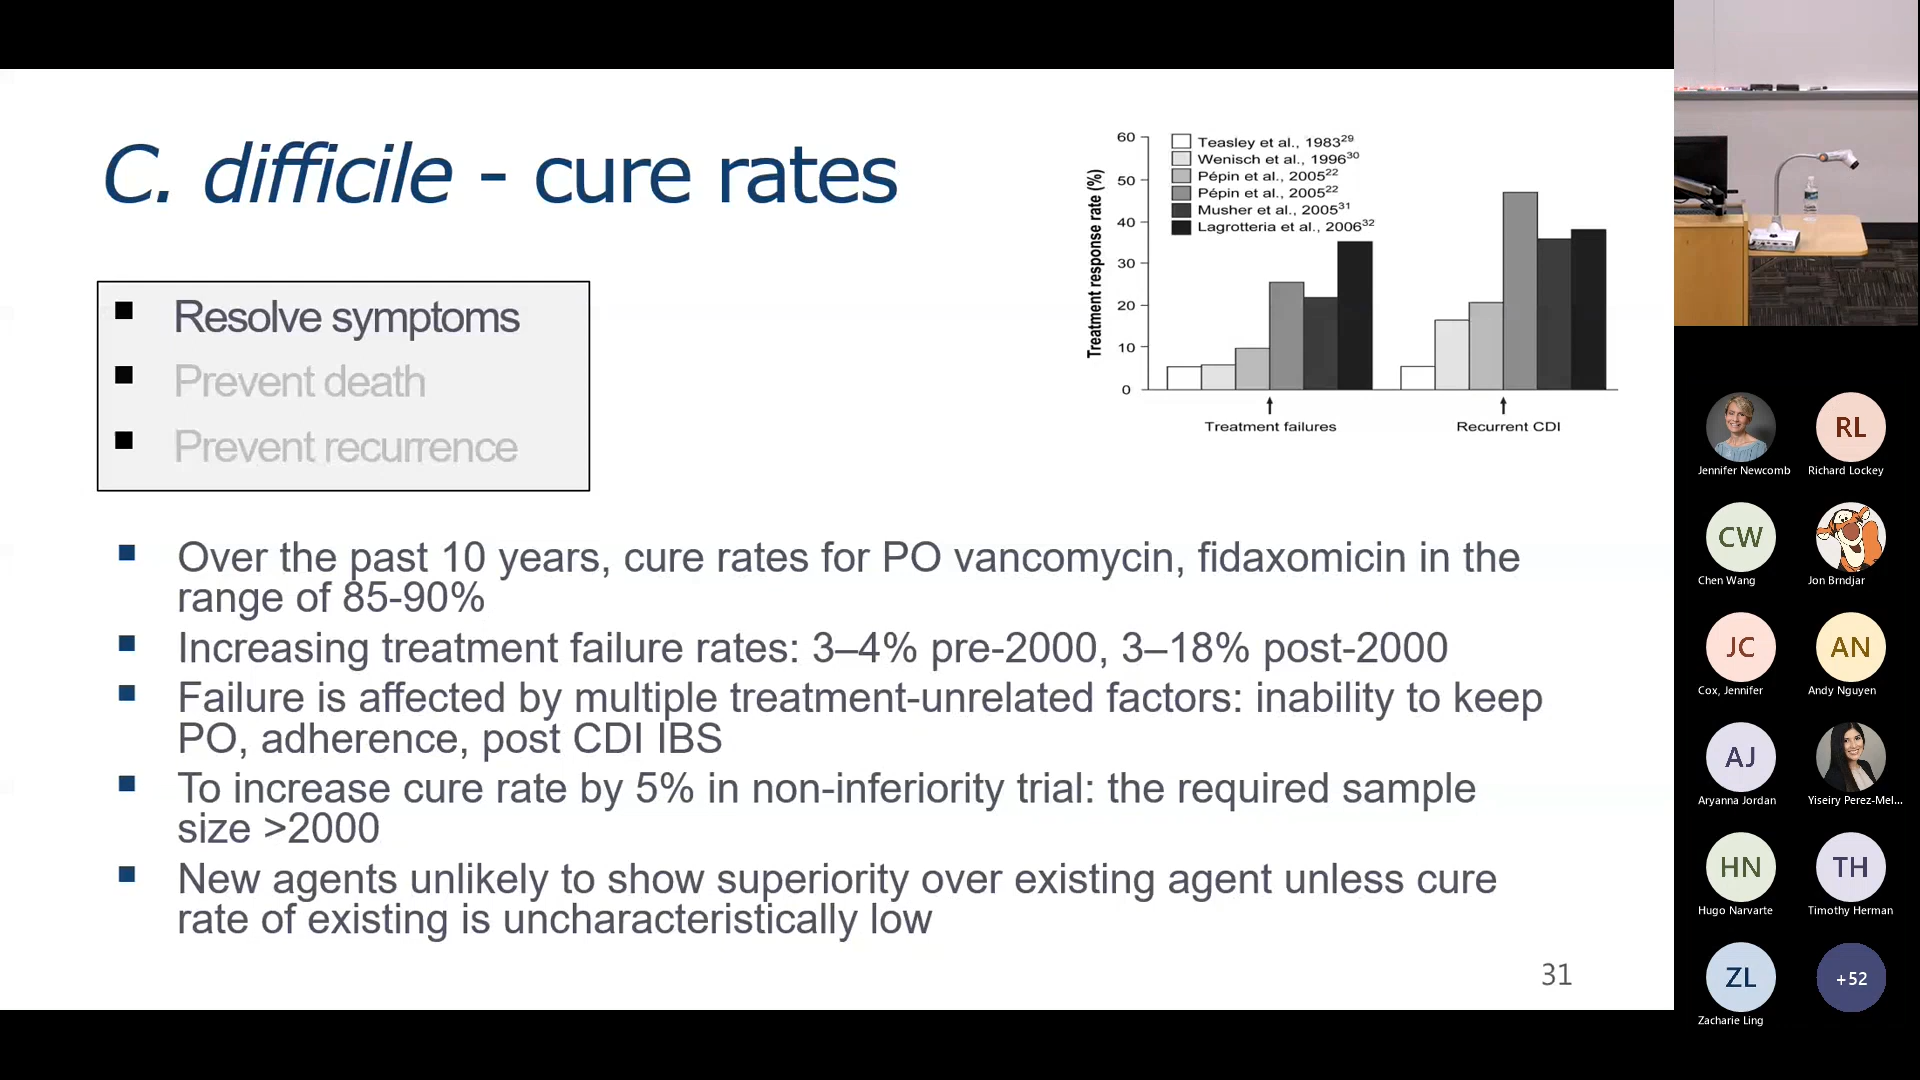 C. difficile - cure rates
Resolve symptoms
Prevent death
Prevent recurrence
Treatment response rate (%)
60
50
40
30
20
10
0
Teasley et al., 1983²⁹
Wenisch et al., 1996³⁰
Pépin et al., 2005²²
Pépin et al., 2005²²
Musher et al., 2005³¹
Lagrotteria et al., 2006³²
Treatment failures
Recurrent CDI
Over the past 10 years, cure rates for PO vancomycin, fidaxomicin in the
range of 85-90%
Increasing treatment failure rates: 3–4% pre-2000, 3–18% post-2000
Failure is affected by multiple treatment-unrelated factors: inability to keep
PO, adherence, post CDI IBS
To increase cure rate by 5% in non-inferiority trial: the required sample
size >2000
New agents unlikely to show superiority over existing agent unless cure
rate of existing is uncharacteristically low
31
Jennifer Newcomb
RL
Richard Lockey
CW
Chen Wang
Jon Brndjar
JC
Cox, Jennifer
AN
Andy Nguyen
AJ
Aryanna Jordan
Yiseiry Perez-Mel...
HN
Hugo Narvarte
TH
Timothy Herman
ZL
Zacharie Ling
+52